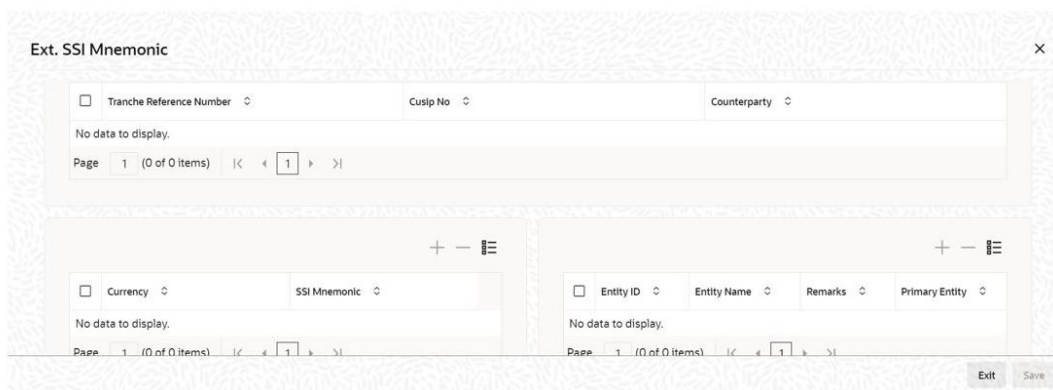 Ext. SSI Mnemonic
Tranche Reference Number Cusip No Counterparty
No data to display.
Page 1 (0 of 0 items) 1
Currency SSI Mnemonic
No data to display.
Page 1 (0 of 0 items) 1
Entity ID Entity Name Remarks Primary Entity
No data to display.
Page 1 (0 of 0 items) 1
Exit Save